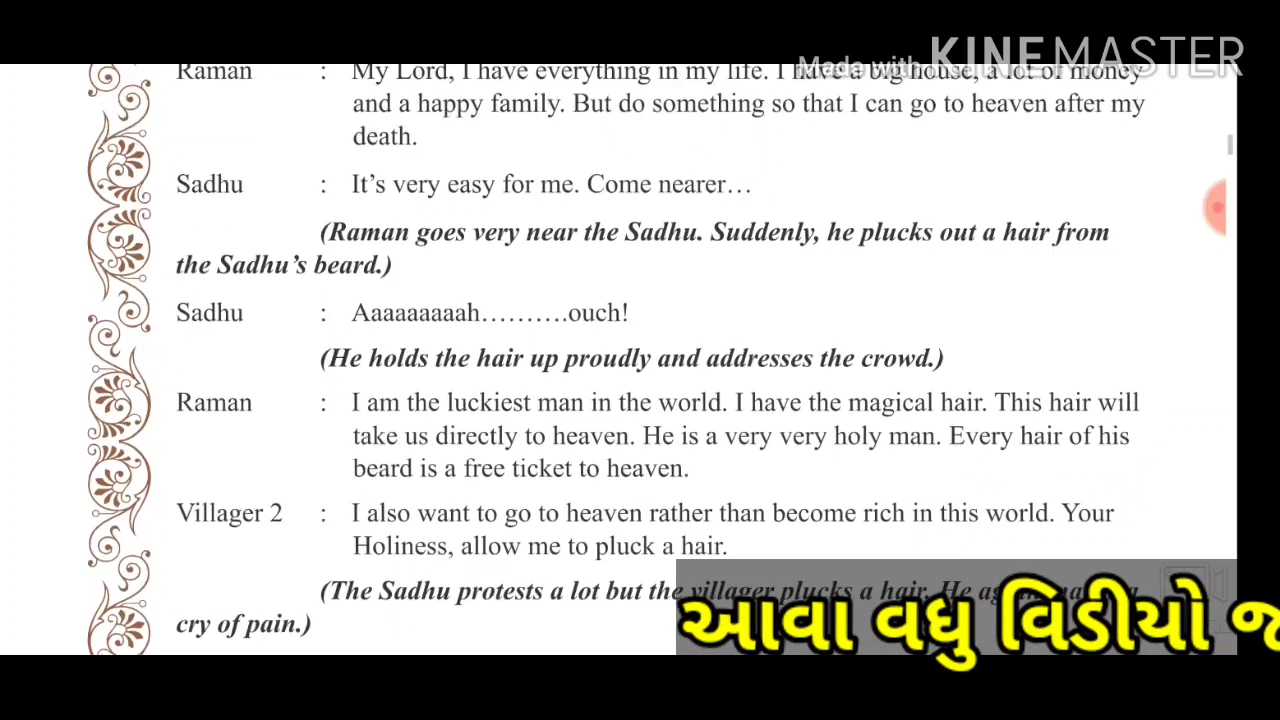 Made with KINEMASTER
Raman : My Lord, I have everything in my life. I have a big house, a lot of money
and a happy family. But do something so that I can go to heaven after my
death.
Sadhu : It’s very easy for me. Come nearer…
(Raman goes very near the Sadhu. Suddenly, he plucks out a hair from
the Sadhu’s beard.)
Sadhu : Aaaaaaaaah……….ouch!
(He holds the hair up proudly and addresses the crowd.)
Raman : I am the luckiest man in the world. I have the magical hair. This hair will
take us directly to heaven. He is a very very holy man. Every hair of his
beard is a free ticket to heaven.
Villager 2 : I also want to go to heaven rather than become rich in this world. Your
Holiness, allow me to pluck a hair.
(The Sadhu protests a lot but the villager plucks a hair. He
cry of pain.)
આવા વધુ વિડીયો